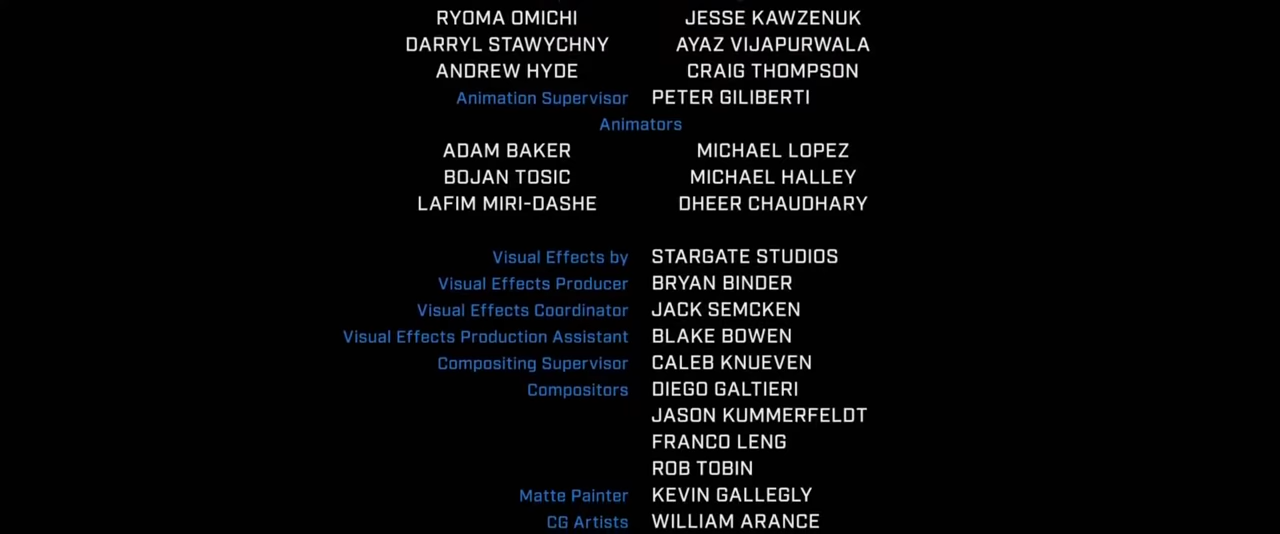 RYOMA OMICHI JESSE KAWZENUK
DARRYL STAWYCHNY AYAZ VIJAPURWALA
ANDREW HYDE CRAIG THOMPSON
Animation Supervisor PETER GILIBERTI
Animators
ADAM BAKER MICHAEL LOPEZ
BOJAN TOSIC MICHAEL HALLEY
LAFIM MIRI-DASHE DHEER CHAUDHARY
Visual Effects by STARGATE STUDIOS
Visual Effects Producer BRYAN BINDER
Visual Effects Coordinator JACK SEMCKEN
Visual Effects Production Assistant BLAKE BOWEN
Compositing Supervisor CALEB KNUEVEN
Compositors DIEGO GALTIERI
JASON KUMMERFELDT
FRANCO LENG
ROB TOBIN
Matte Painter KEVIN GALLEGLY
CG Artists WILLIAM ARANCE